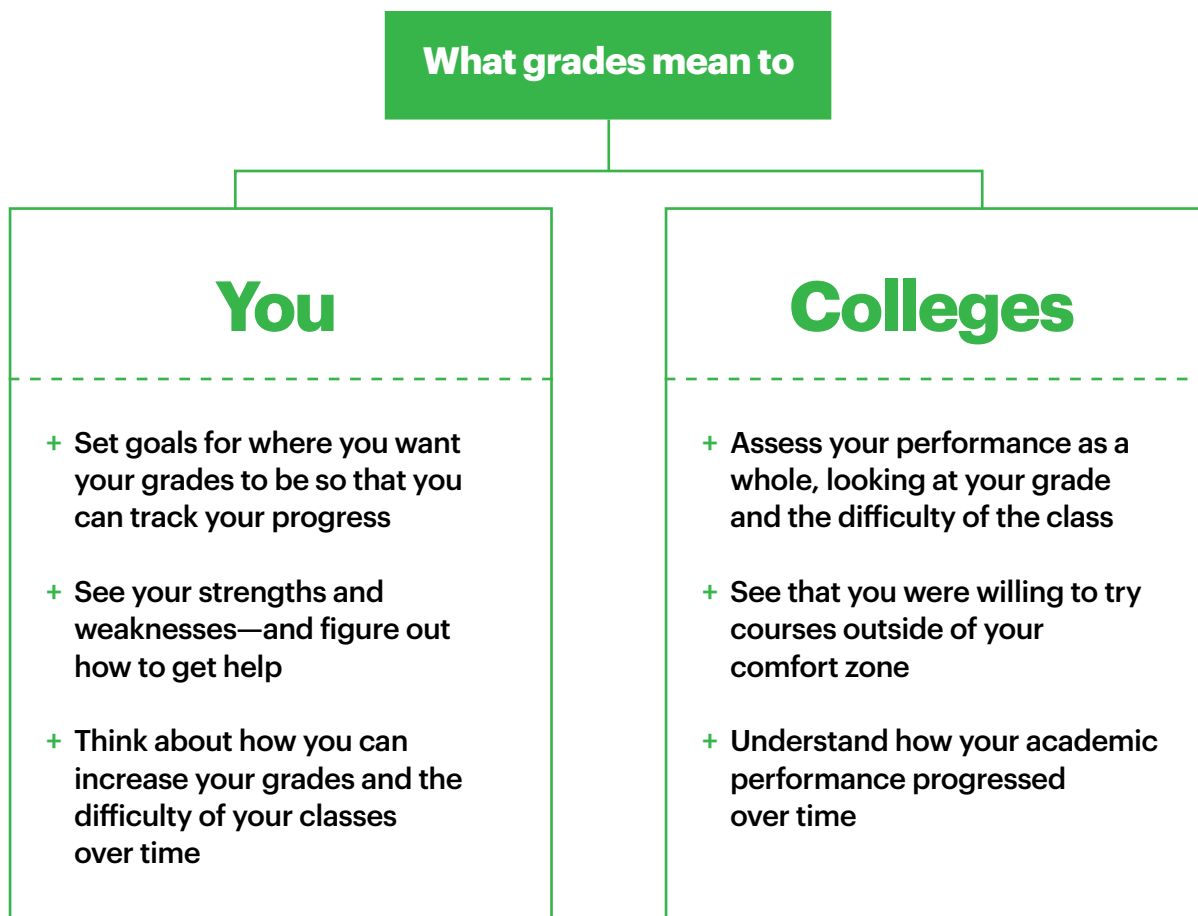 What grades mean to
You
+ Set goals for where you want
your grades to be so that you
can track your progress
+ See your strengths and
weaknesses—and figure out
how to get help
+ Think about how you can
increase your grades and the
difficulty of your classes
over time
Colleges
+ Assess your performance as a
whole, looking at your grade
and the difficulty of the class
+ See that you were willing to try
courses outside of your
comfort zone
+ Understand how your academic
performance progressed
over time